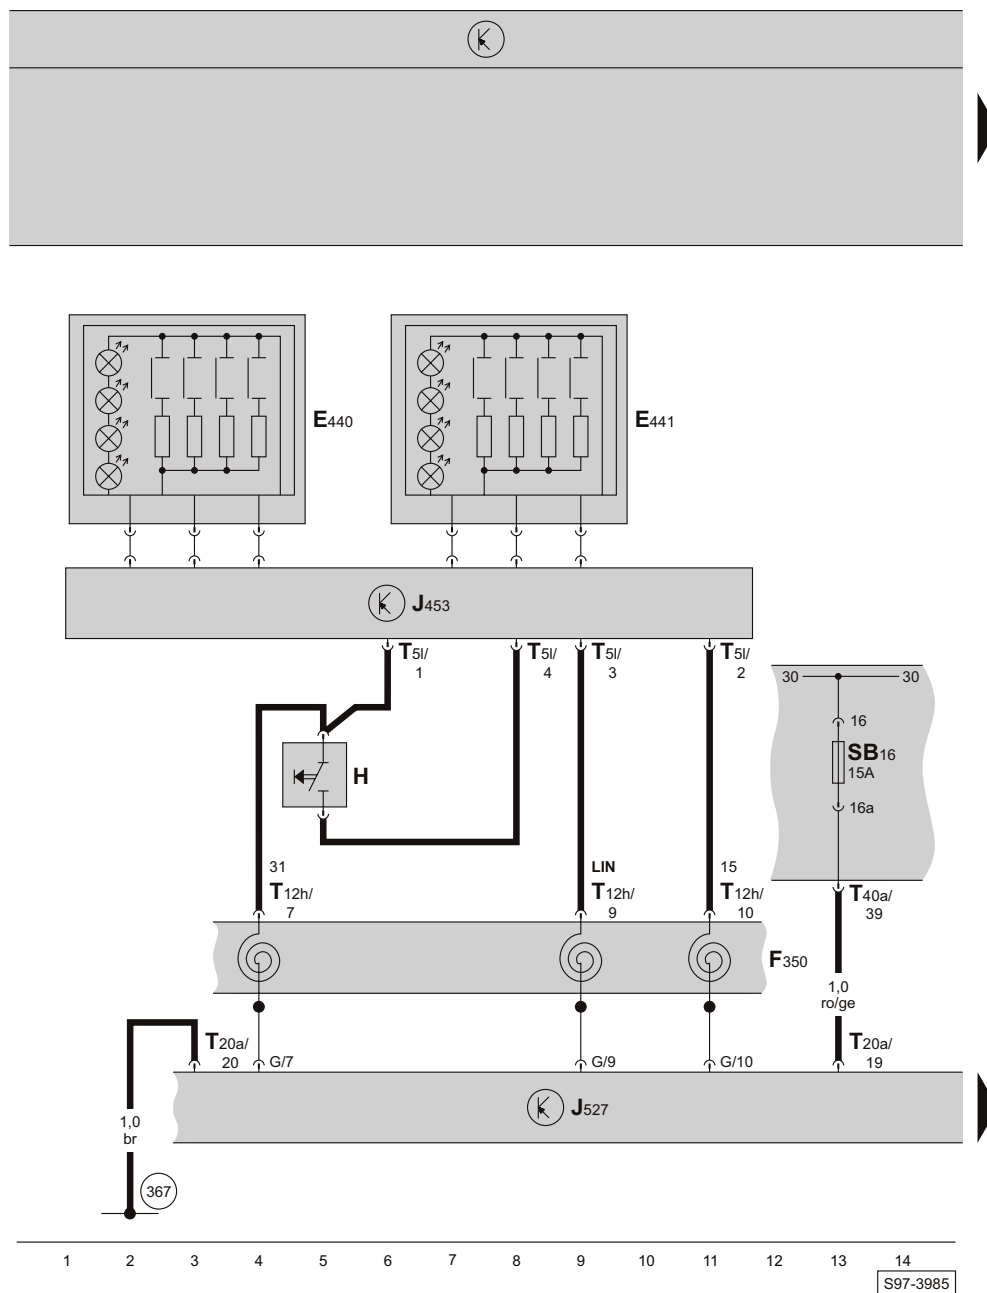 E440
E441
J453
T5l/
1
T5l/
4
T5l/
3
T5l/
2
30
30
16
SB16
15A
16a
H
31
T12h/
7
LIN
T12h/
9
15
T12h/
10
T40a/
39
F350
1,0
ro/ge
T20a/
20
G/7
G/9
G/10
T20a/
19
J527
1,0
br
367
1 2 3 4 5 6 7 8 9 10 11 12 13 14
S97-3985